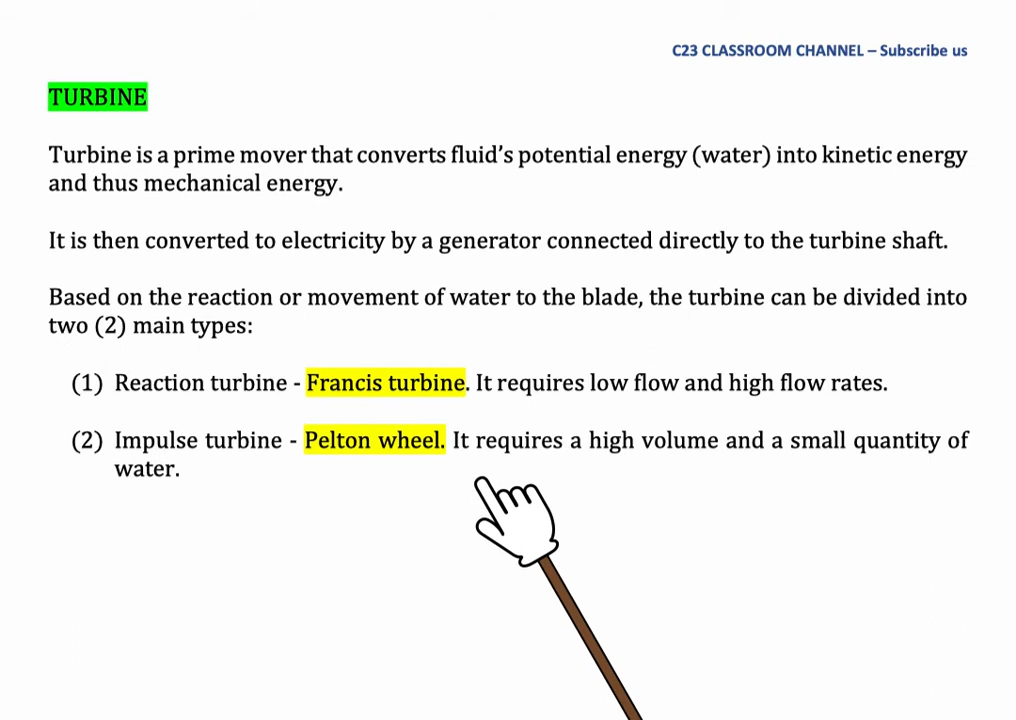 C23 CLASSROOM CHANNEL – Subscribe us
TURBINE
Turbine is a prime mover that converts fluid’s potential energy (water) into kinetic energy
and thus mechanical energy.
It is then converted to electricity by a generator connected directly to the turbine shaft.
Based on the reaction or movement of water to the blade, the turbine can be divided into
two (2) main types:
(1) Reaction turbine - Francis turbine. It requires low flow and high flow rates.
(2) Impulse turbine - Pelton wheel. It requires a high volume and a small quantity of
water.